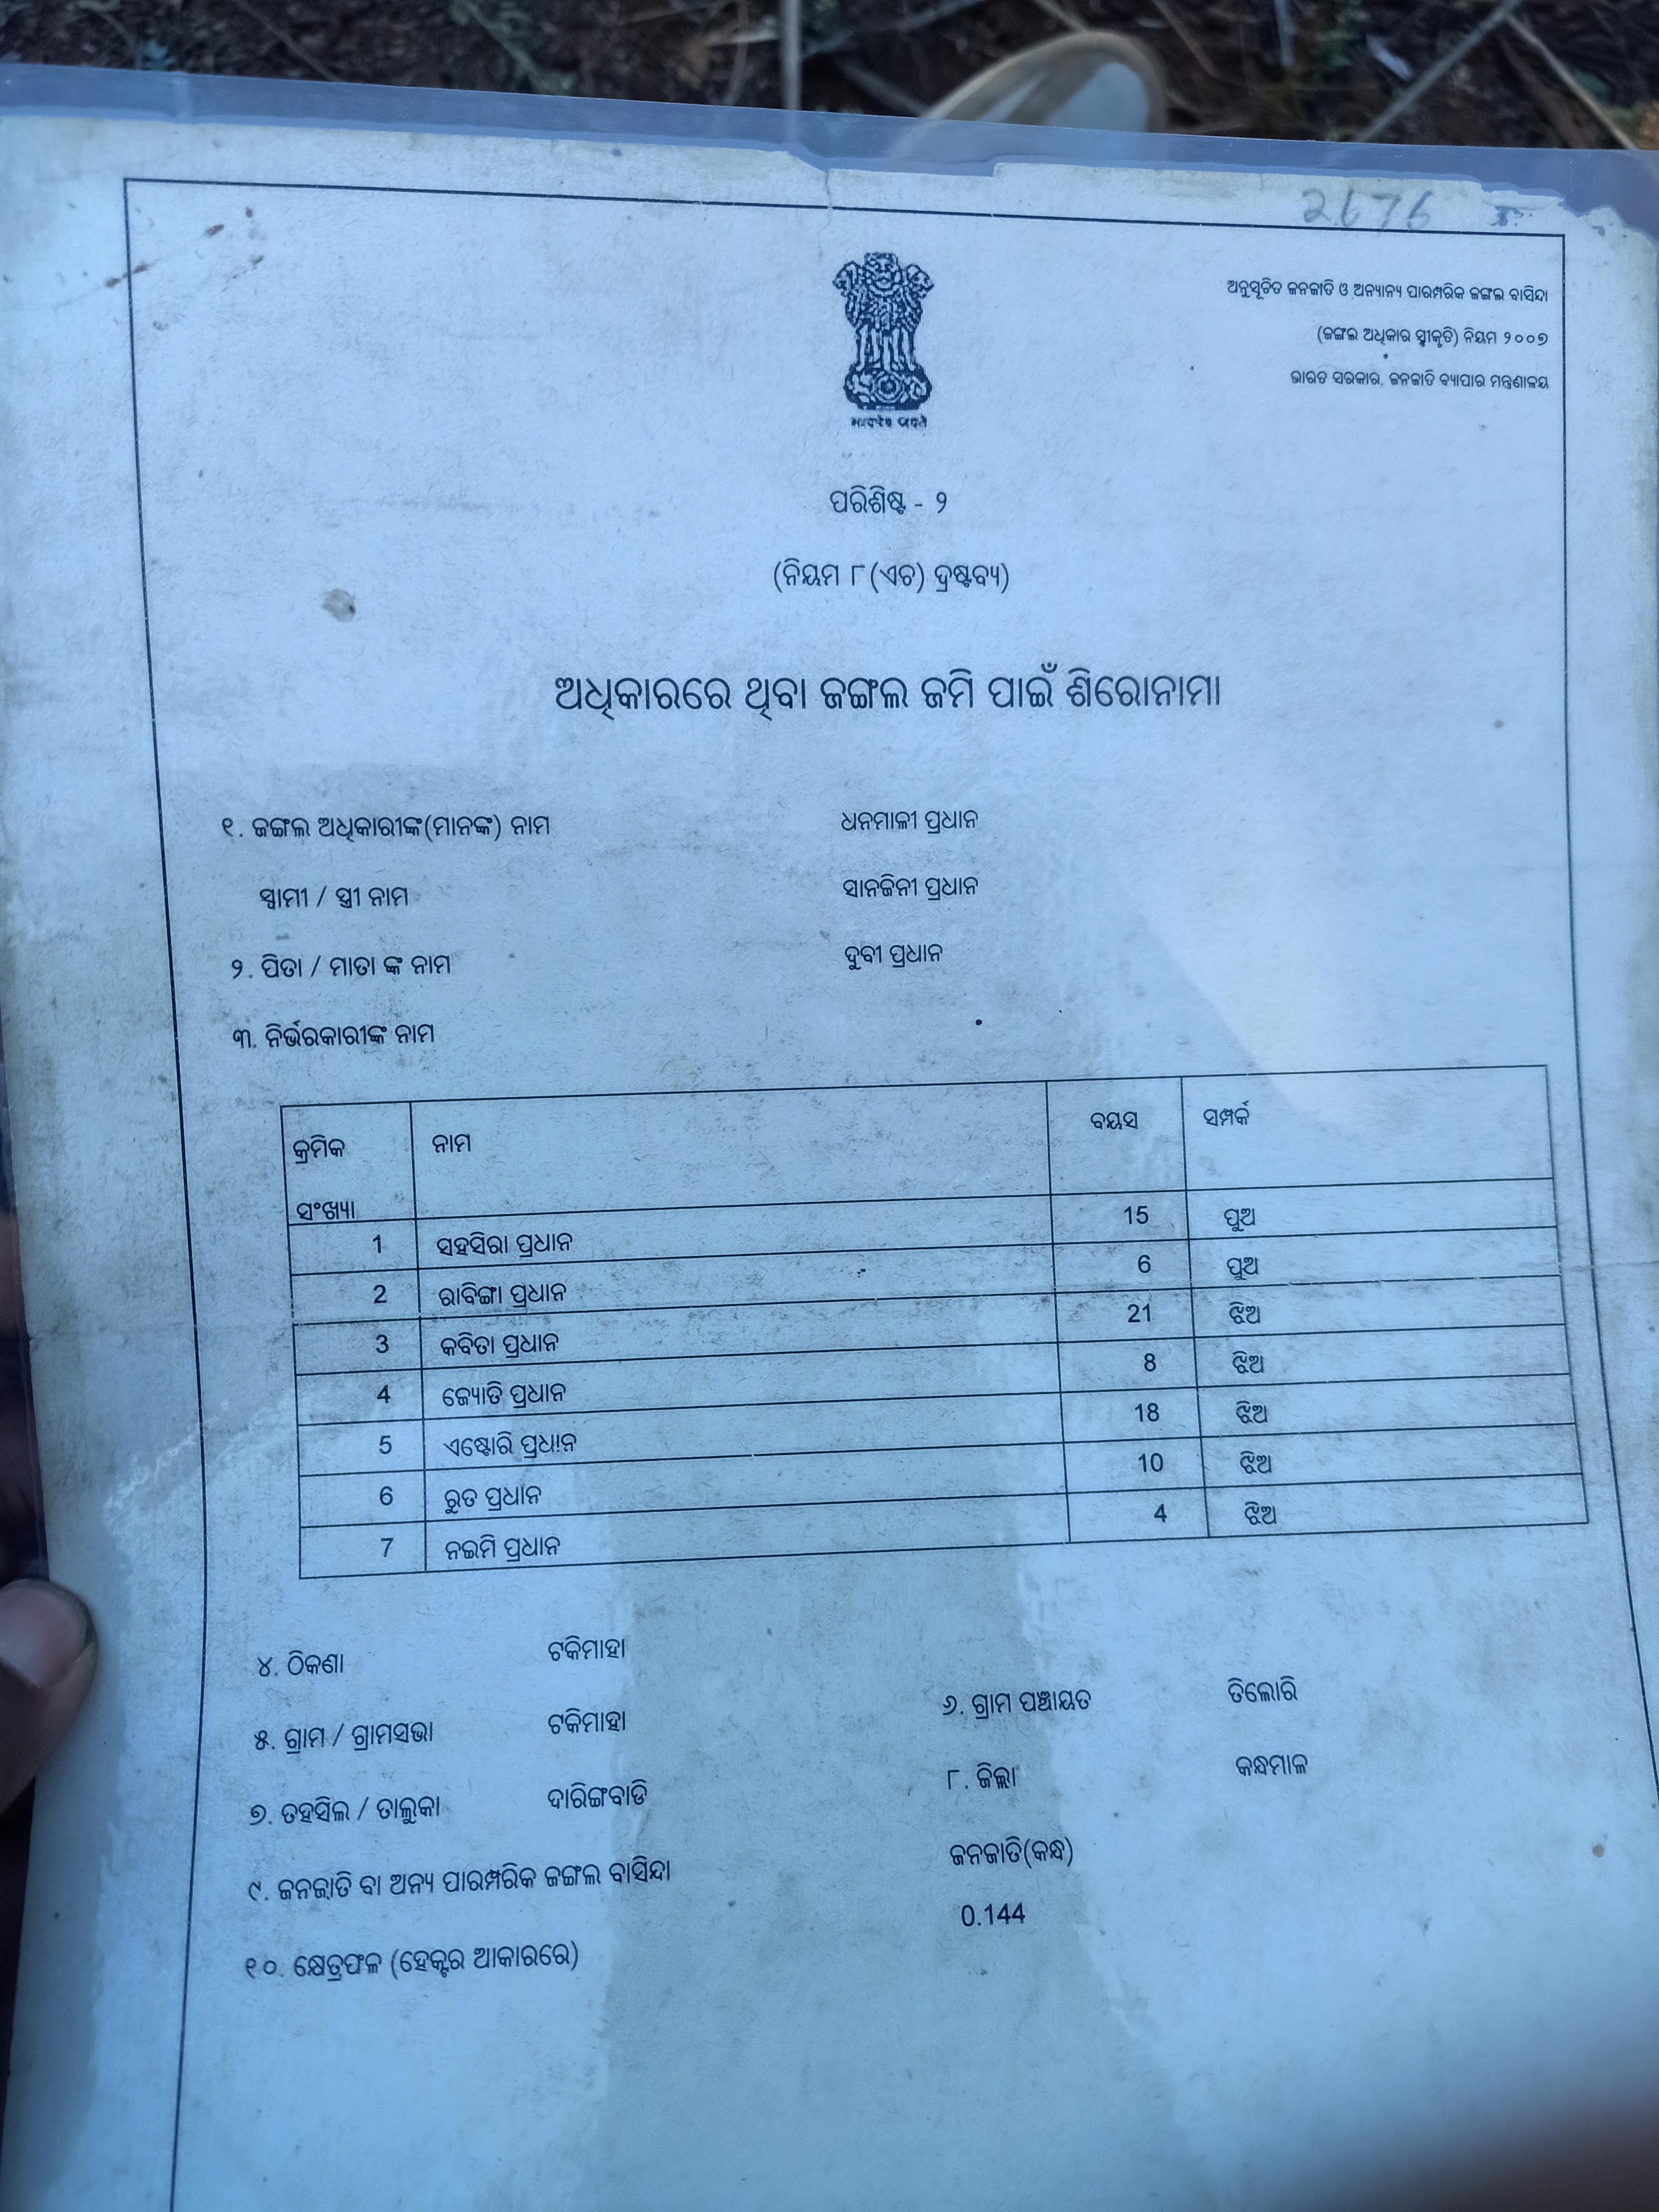 2676
ଅନୁସୂଚିତ ଜନଜାତି ଓ ଅନ୍ୟାନ୍ୟ ପାରମ୍ପରିକ ଜଙ୍ଗଲ ବାସିନ୍ଦା
(ଜଙ୍ଗଲ ଅଧିକାର ସ୍ବୀକୃତି) ନିୟମ ୨୦୦୭
ଭାରତ ସରକାର, ଜନଜାତି ବ୍ୟାପାର ମନ୍ତ୍ରଣାଳୟ
ପରିଶିଷ୍ଟ - ୨
(ନିୟମ ୮ (ଏଚ) ଦ୍ରଷ୍ଟବ୍ୟ)
ଅଧିକାରରେ ଥିବା ଜଙ୍ଗଲ ଜମି ପାଇଁ ଶିରୋନାମା
୧. ଜଙ୍ଗଲ ଅଧିକାରୀଙ୍କ(ମାନଙ୍କ) ନାମ ଧନମାଳୀ ପ୍ରଧାନ
ସ୍ବାମୀ / ସ୍ତ୍ରୀ ନାମ ସାନଜିନୀ ପ୍ରଧାନ
୨. ପିତା / ମାତା ଙ୍କ ନାମ ଦୁବୀ ପ୍ରଧାନ
୩. ନିର୍ଭରକାରୀଙ୍କ ନାମ
କ୍ରମିକ ସଂଖ୍ୟା ନାମ ବୟସ ସମ୍ପର୍କ
1 ସହସିରା ପ୍ରଧାନ 15 ପୁଅ
2 ରାବିଙ୍ଗା ପ୍ରଧାନ 6 ପୁଅ
3 କବିତା ପ୍ରଧାନ 21 ଝିଅ
4 ଜ୍ୟୋତି ପ୍ରଧାନ 8 ଝିଅ
5 ଏଷ୍ଟୋରି ପ୍ରଧାନ 18 ଝିଅ
6 ରୁତ ପ୍ରଧାନ 10 ଝିଅ
7 ନଇମି ପ୍ରଧାନ 4 ଝିଅ
୪. ଠିକଣା ଟକିମାହା
୫. ଗ୍ରାମ / ଗ୍ରାମସଭା ଟକିମାହା ୬. ଗ୍ରାମ ପଞ୍ଚାୟତ ତିଲୋରି
୭. ତହସିଲ / ତାଲୁକା ଦାରିଙ୍ଗବାଡି ୮. ଜିଲ୍ଲା କନ୍ଧମାଳ
୯. ଜନଜାତି ବା ଅନ୍ୟ ପାରମ୍ପରିକ ଜଙ୍ଗଲ ବାସିନ୍ଦା ଜନଜାତି(କନ୍ଧ)
୧୦. କ୍ଷେତ୍ରଫଳ (ହେକ୍ଟର ଆକାରରେ) 0.144